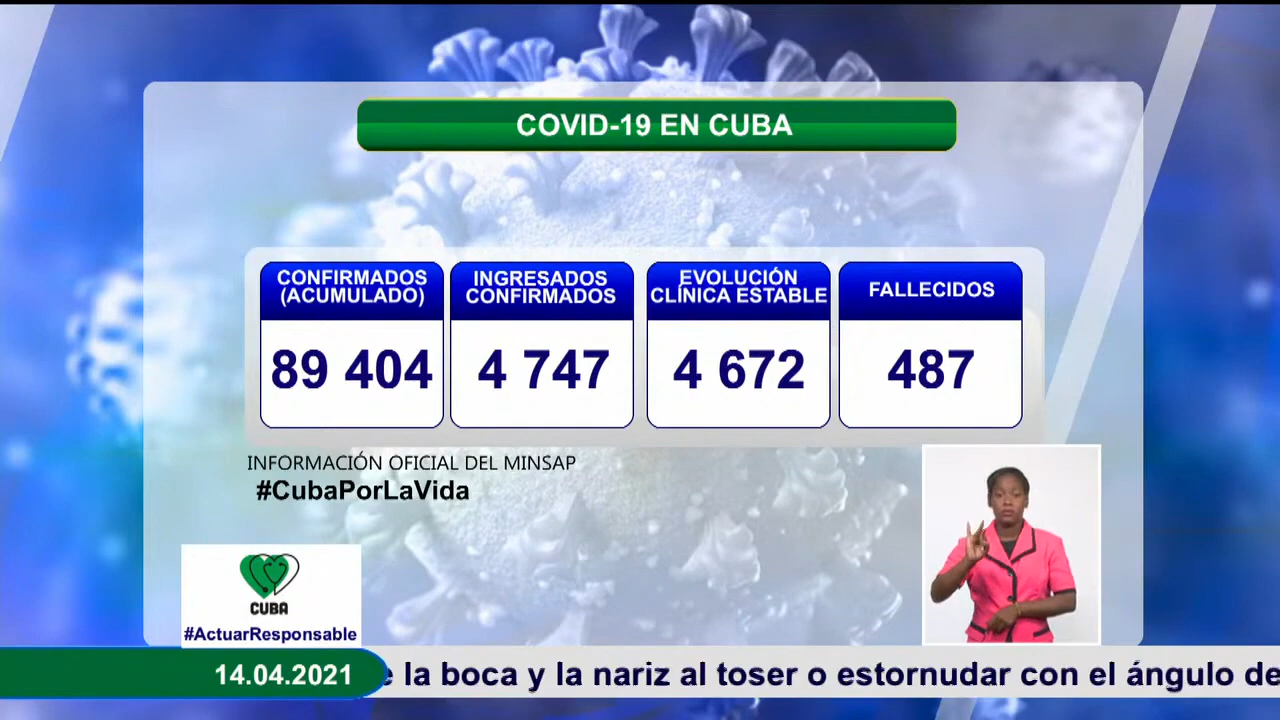 COVID-19 EN CUBA
CONFIRMADOS
(ACUMULADO)
89 404
INGRESADOS
CONFIRMADOS
4 747
EVOLUCIÓN
CLÍNICA ESTABLE
4 672
FALLECIDOS
487
INFORMACIÓN OFICIAL DEL MINSAP
#CubaPorLaVida
CUBA
#ActuarResponsable
14.04.2021
la boca y la nariz al toser o estornudar con el ángulo de